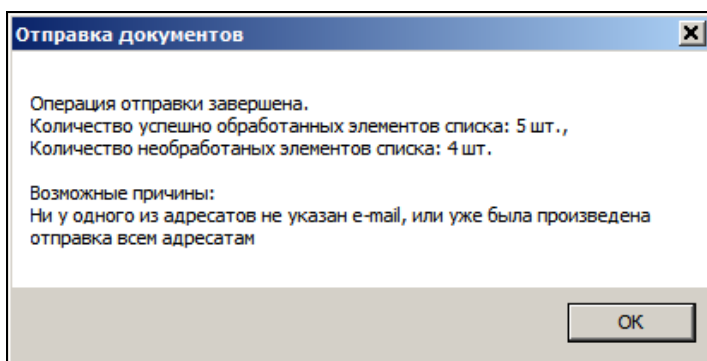 Отправка документов
Операция отправки завершена.
Количество успешно обработанных элементов списка: 5 шт.,
Количество необработаных элементов списка: 4 шт.
Возможные причины:
Ни у одного из адресатов не указан e-mail, или уже была произведена
отправка всем адресатам
OK